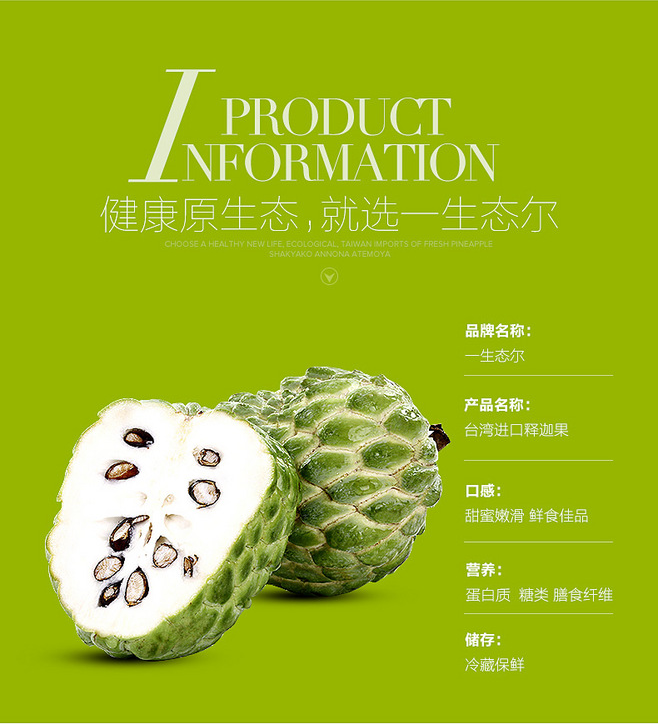 PRODUCT
INFORMATION
健康原生态,就选一生态尔
CHOOSE A HEALTHY NEW LIFE, ECOLOGICAL, TAIWAN IMPORTS OF FRESH PINEAPPLE
SHAKYAKO ANNONA ATEMOYA
品牌名称:
一生态尔
产品名称:
台湾进口释迦果
口感:
甜蜜嫩滑 鲜食佳品
营养:
蛋白质 糖类 膳食纤维
储存:
冷藏保鲜